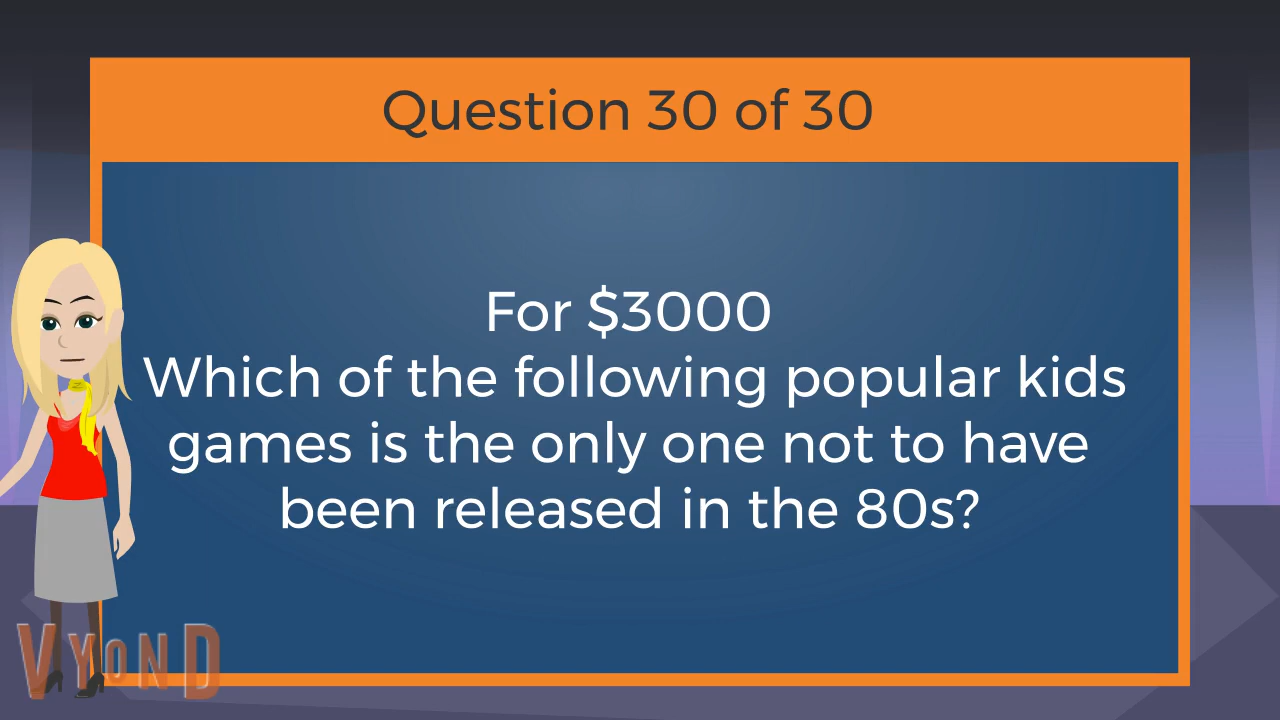 Question 30 of 30
For $3000
Which of the following popular kids
games is the only one not to have
been released in the 80s?
VYOND